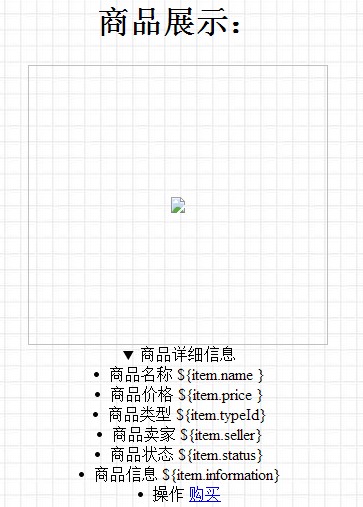 商品展示：
▼ 商品详细信息
• 商品名称 ${item.name }
• 商品价格 ${item.price }
• 商品类型 ${item.typeId}
• 商品卖家 ${item.seller}
• 商品状态 ${item.status}
• 商品信息 ${item.information}
• 操作 购买